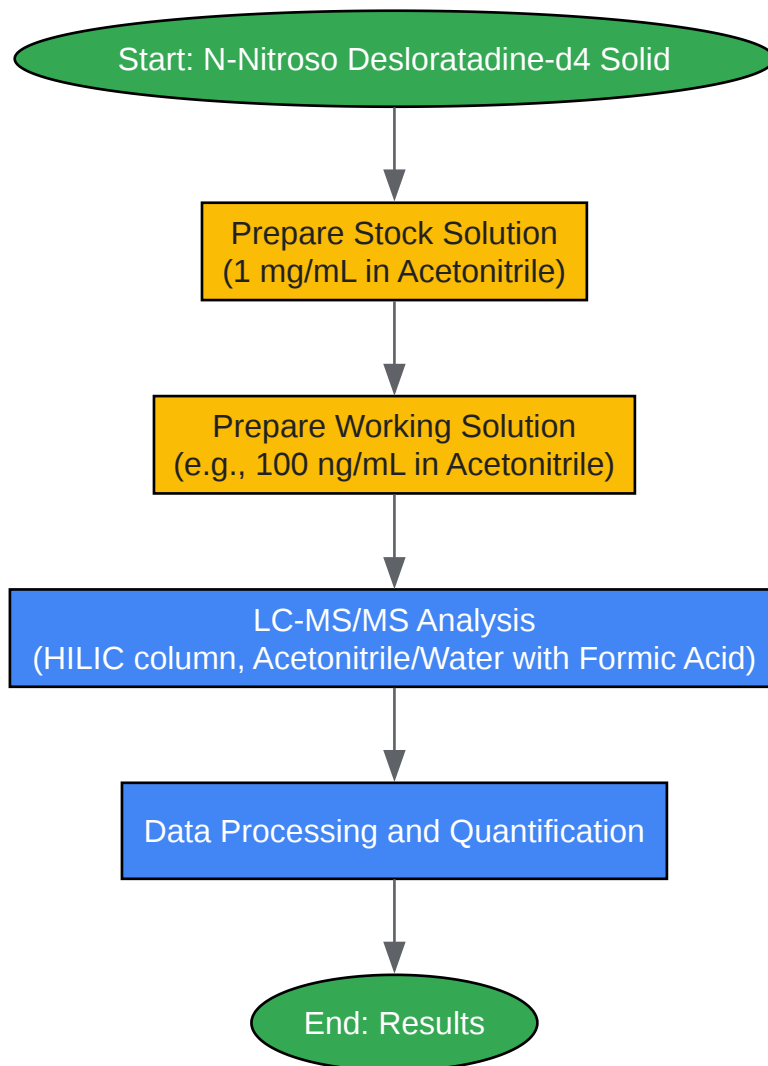 Start: N-Nitroso Desloratadine-d4 Solid
Prepare Stock Solution
(1 mg/mL in Acetonitrile)
Prepare Working Solution
(e.g., 100 ng/mL in Acetonitrile)
LC-MS/MS Analysis
(HILIC column, Acetonitrile/Water with Formic Acid)
Data Processing and Quantification
End: Results